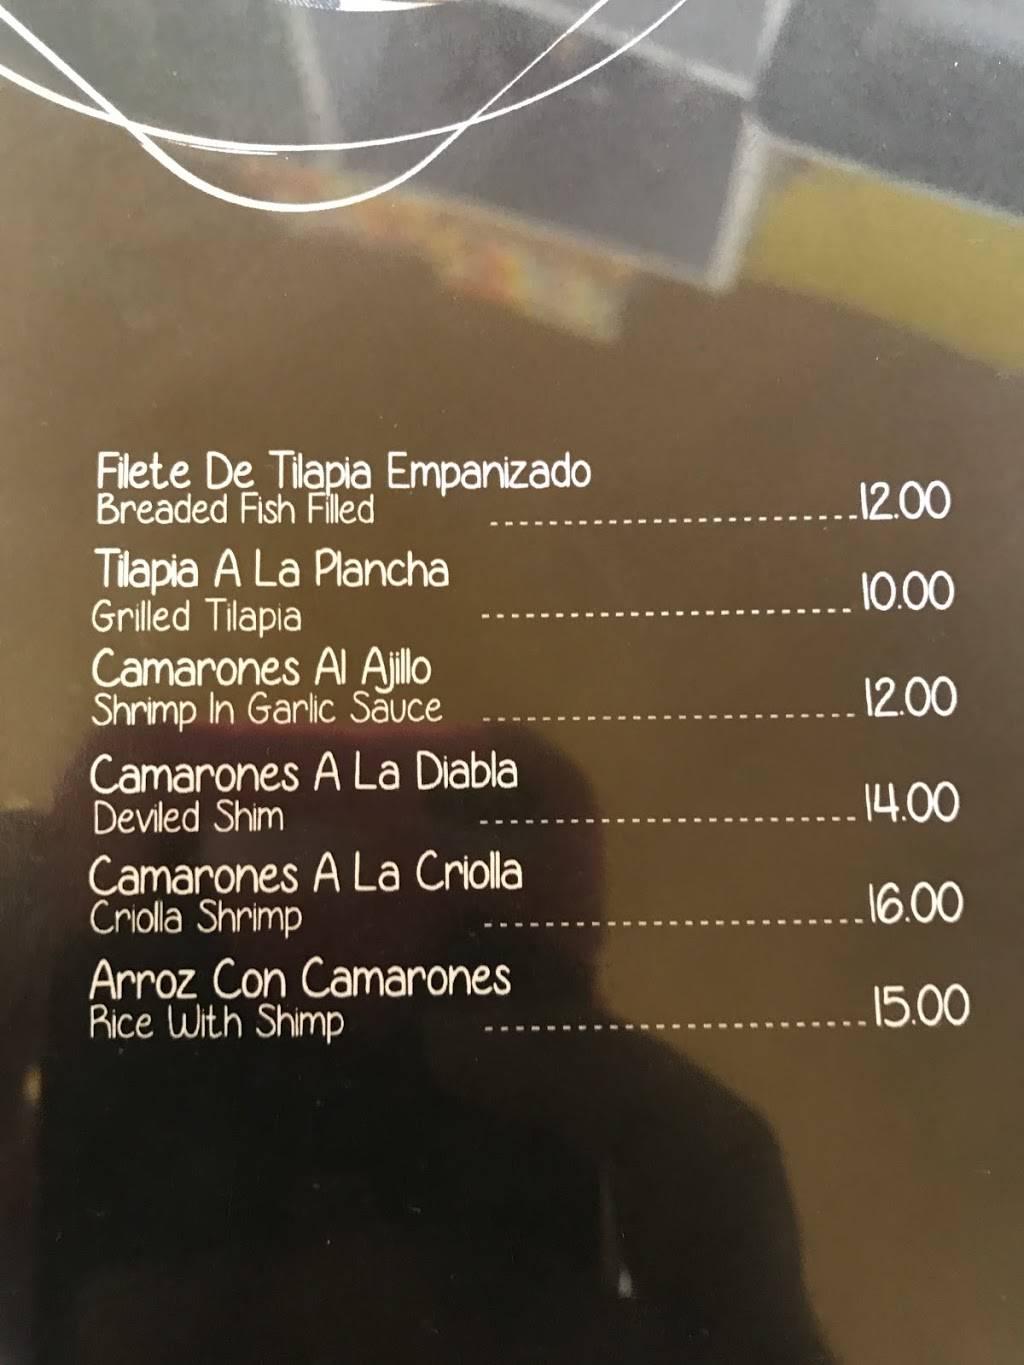 Filete De Tilapia Empanizado
Breaded Fish Filled ----------------------- 12.00
Tilapia A La Plancha
Grilled Tilapia ----------------------- 10.00
Camarones Al Ajillo
Shrimp In Garlic Sauce ----------------------- 12.00
Camarones A La Diabla
Deviled Shim ----------------------- 14.00
Camarones A La Criolla
Criolla Shrimp ----------------------- 16.00
Arroz Con Camarones
Rice With Shimp ----------------------- 15.00